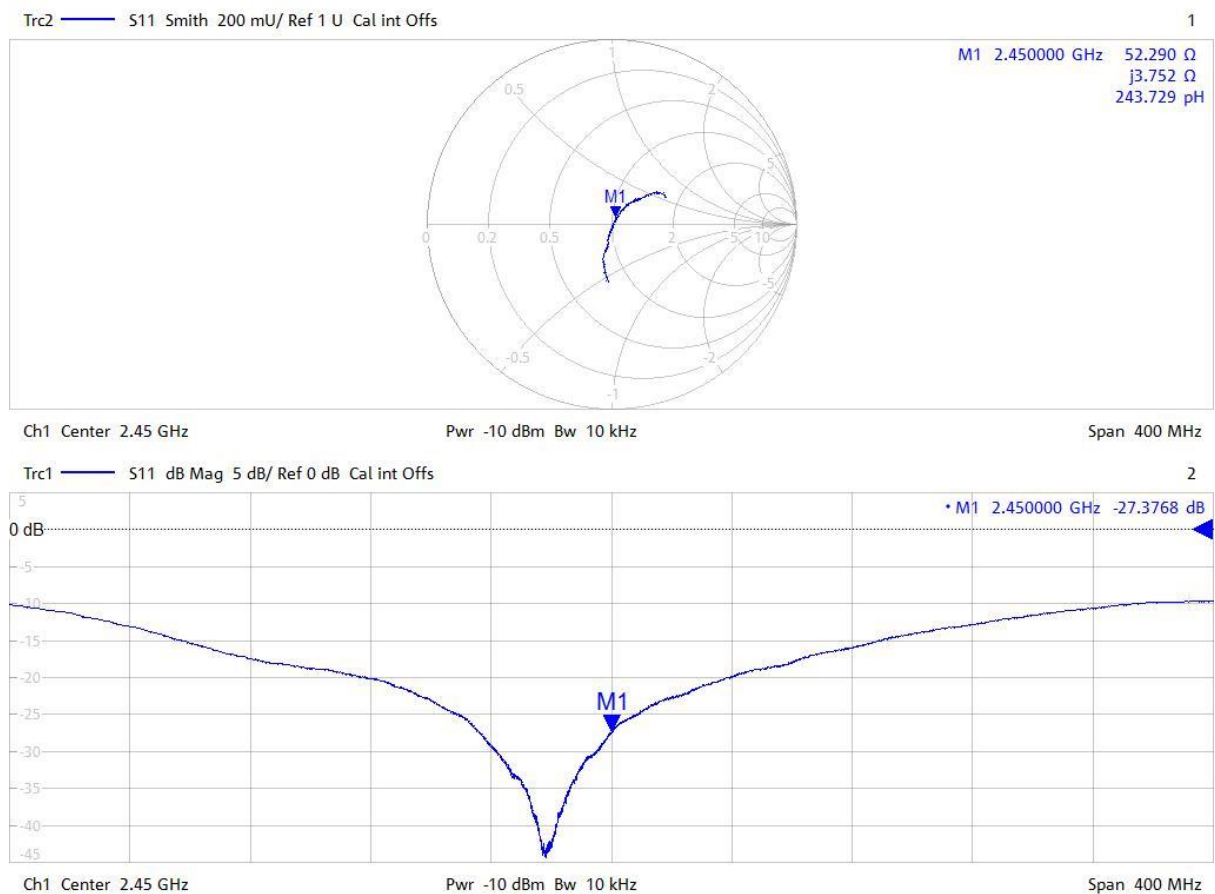 Trc2 S11 Smith 200 mU/ Ref 1 U Cal int Offs 1
M1 2.450000 GHz 52.290 Ω
j3.752 Ω
243.729 pH
1
0.5 2
5
M1
0 0.2 0.5 2 5 10
-5
-0.5 -2
-1
Ch1 Center 2.45 GHz Pwr -10 dBm Bw 10 kHz Span 400 MHz
Trc1 S11 dB Mag 5 dB/ Ref 0 dB Cal int Offs 2
5
• M1 2.450000 GHz -27.3768 dB
0 dB
-5
-10
-15
-20
M1
-25
-30
-35
-40
-45
Ch1 Center 2.45 GHz Pwr -10 dBm Bw 10 kHz Span 400 MHz